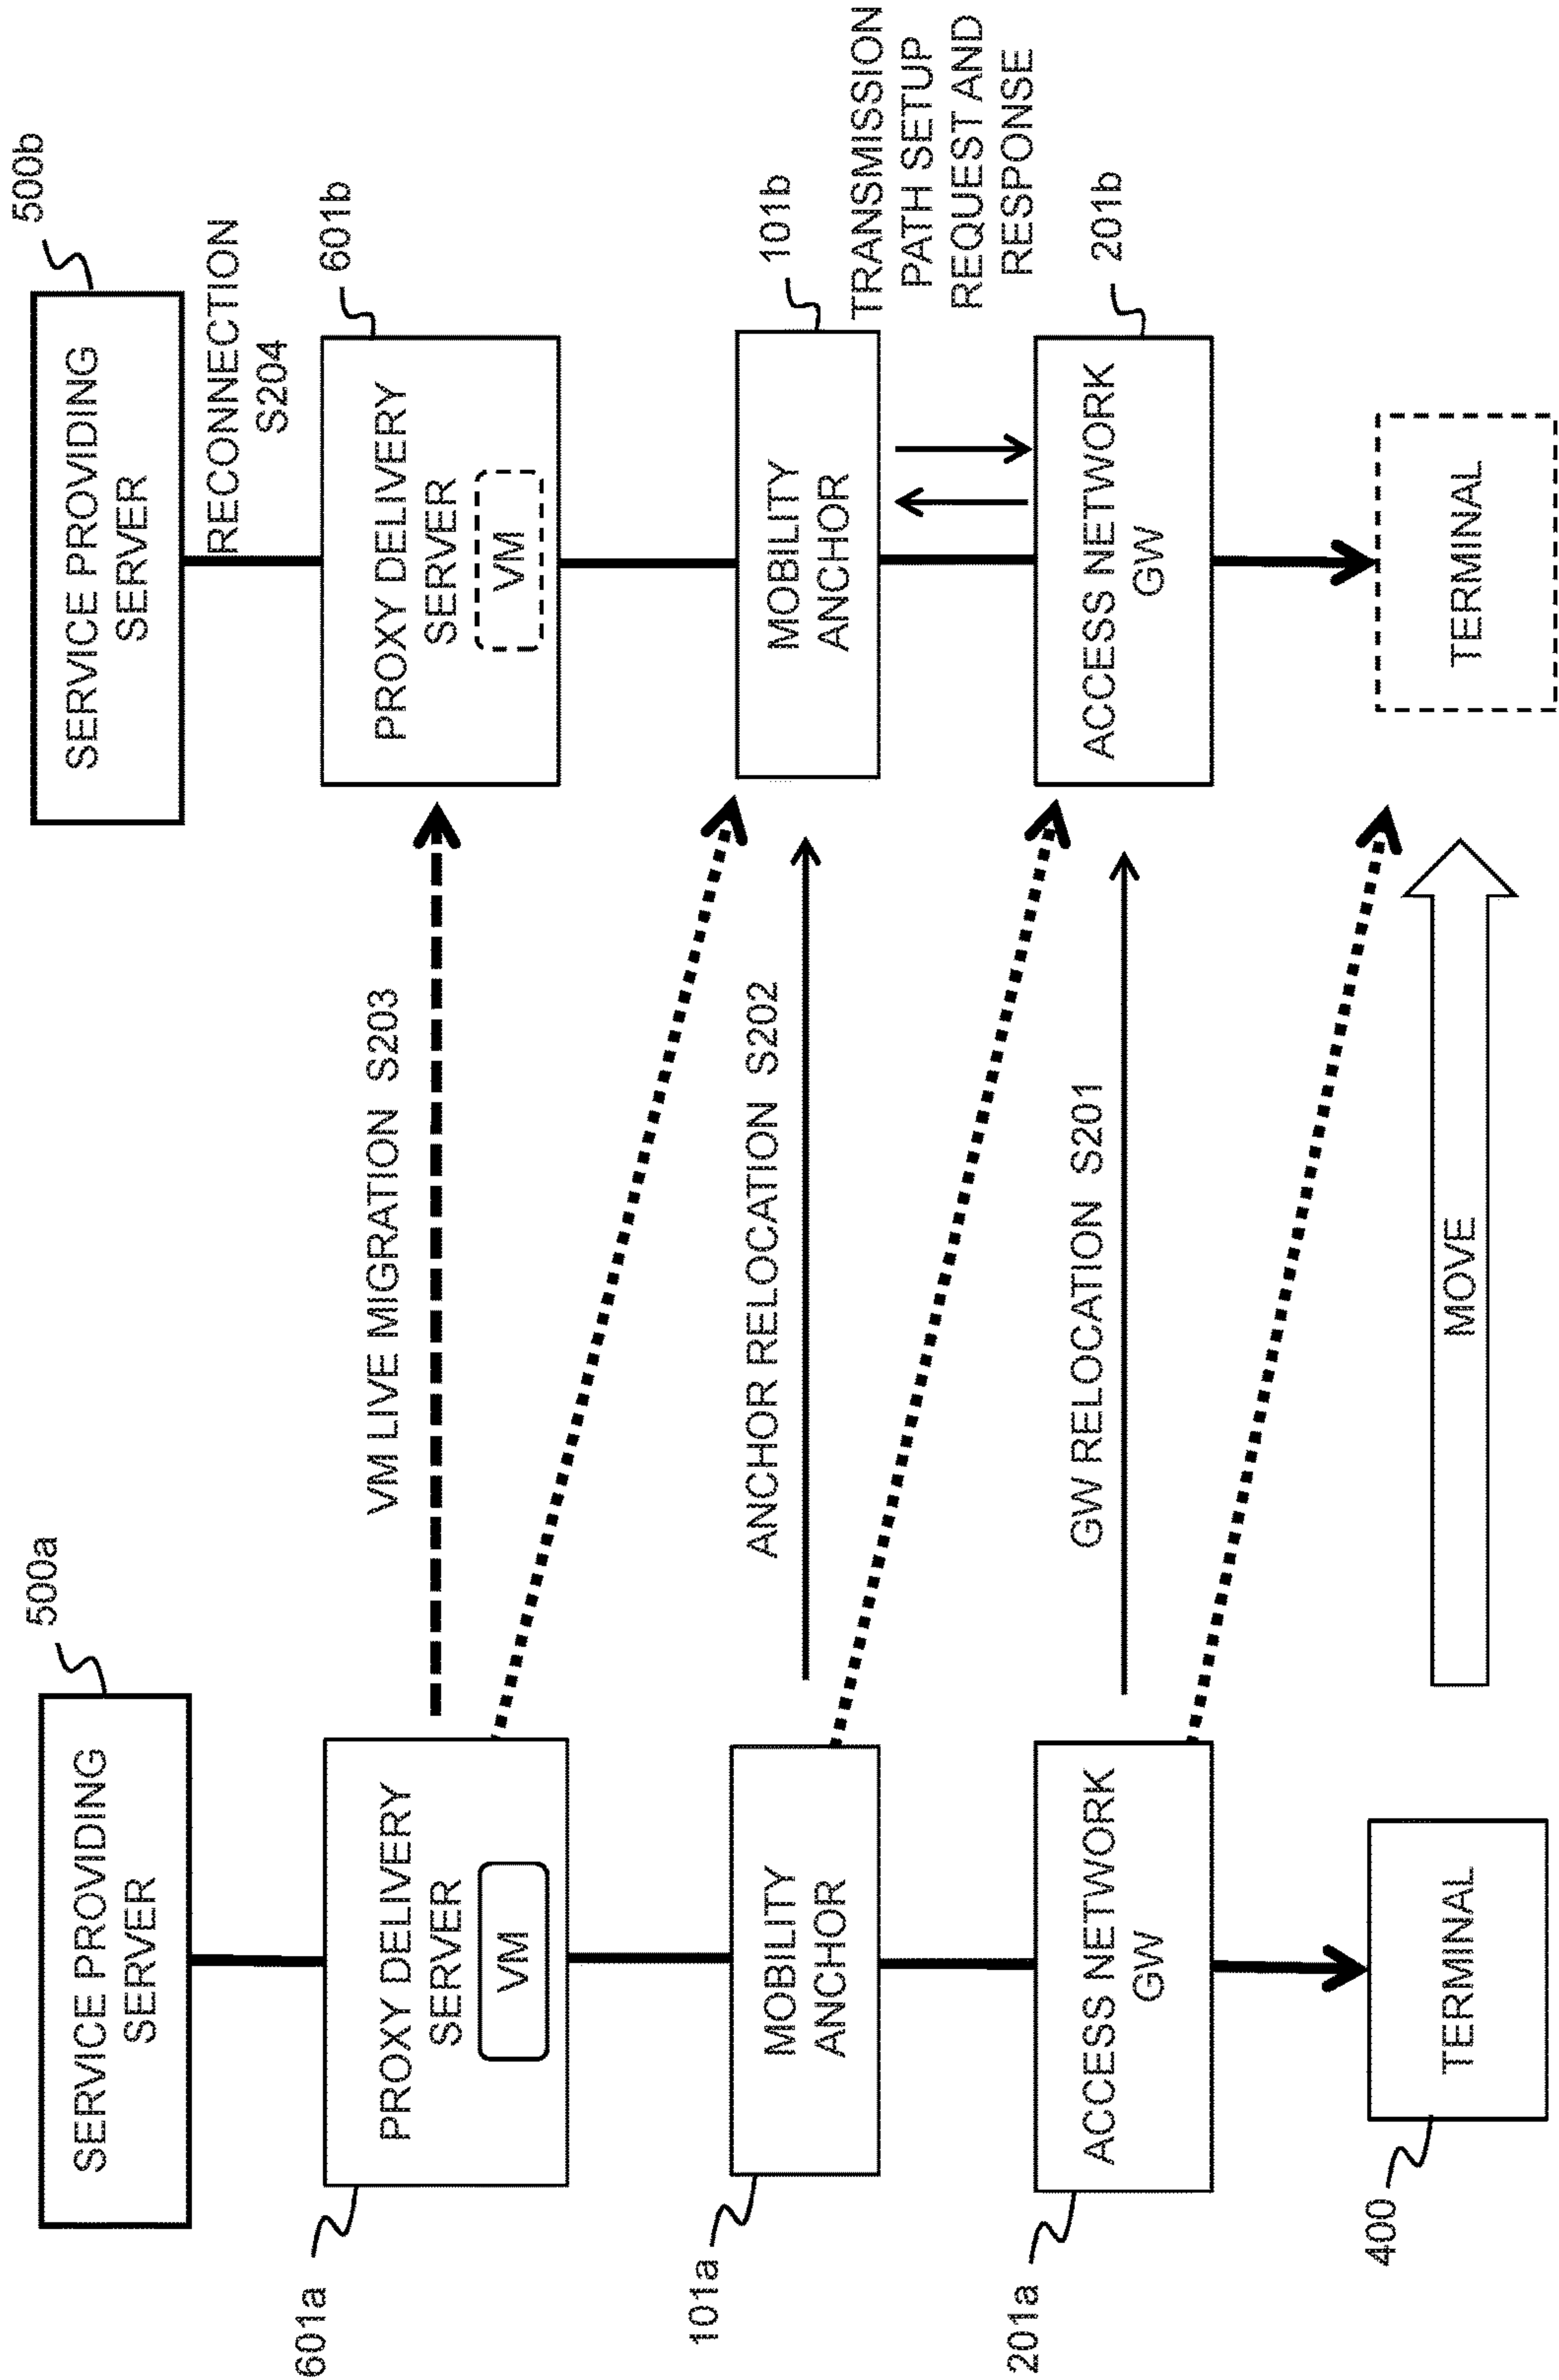 500a
SERVICE PROVIDING
SERVER
601a
PROXY DELIVERY
SERVER
VM
101a
MOBILITY
ANCHOR
201a
ACCESS NETWORK
GW
400
TERMINAL
VM LIVE MIGRATION S203
ANCHOR RELOCATION S202
GW RELOCATION S201
MOVE
500b
SERVICE PROVIDING
SERVER
RECONNECTION
S204
601b
PROXY DELIVERY
SERVER
VM
101b
MOBILITY
ANCHOR
TRANSMISSION
PATH SETUP
REQUEST AND
RESPONSE
201b
ACCESS NETWORK
GW
TERMINAL